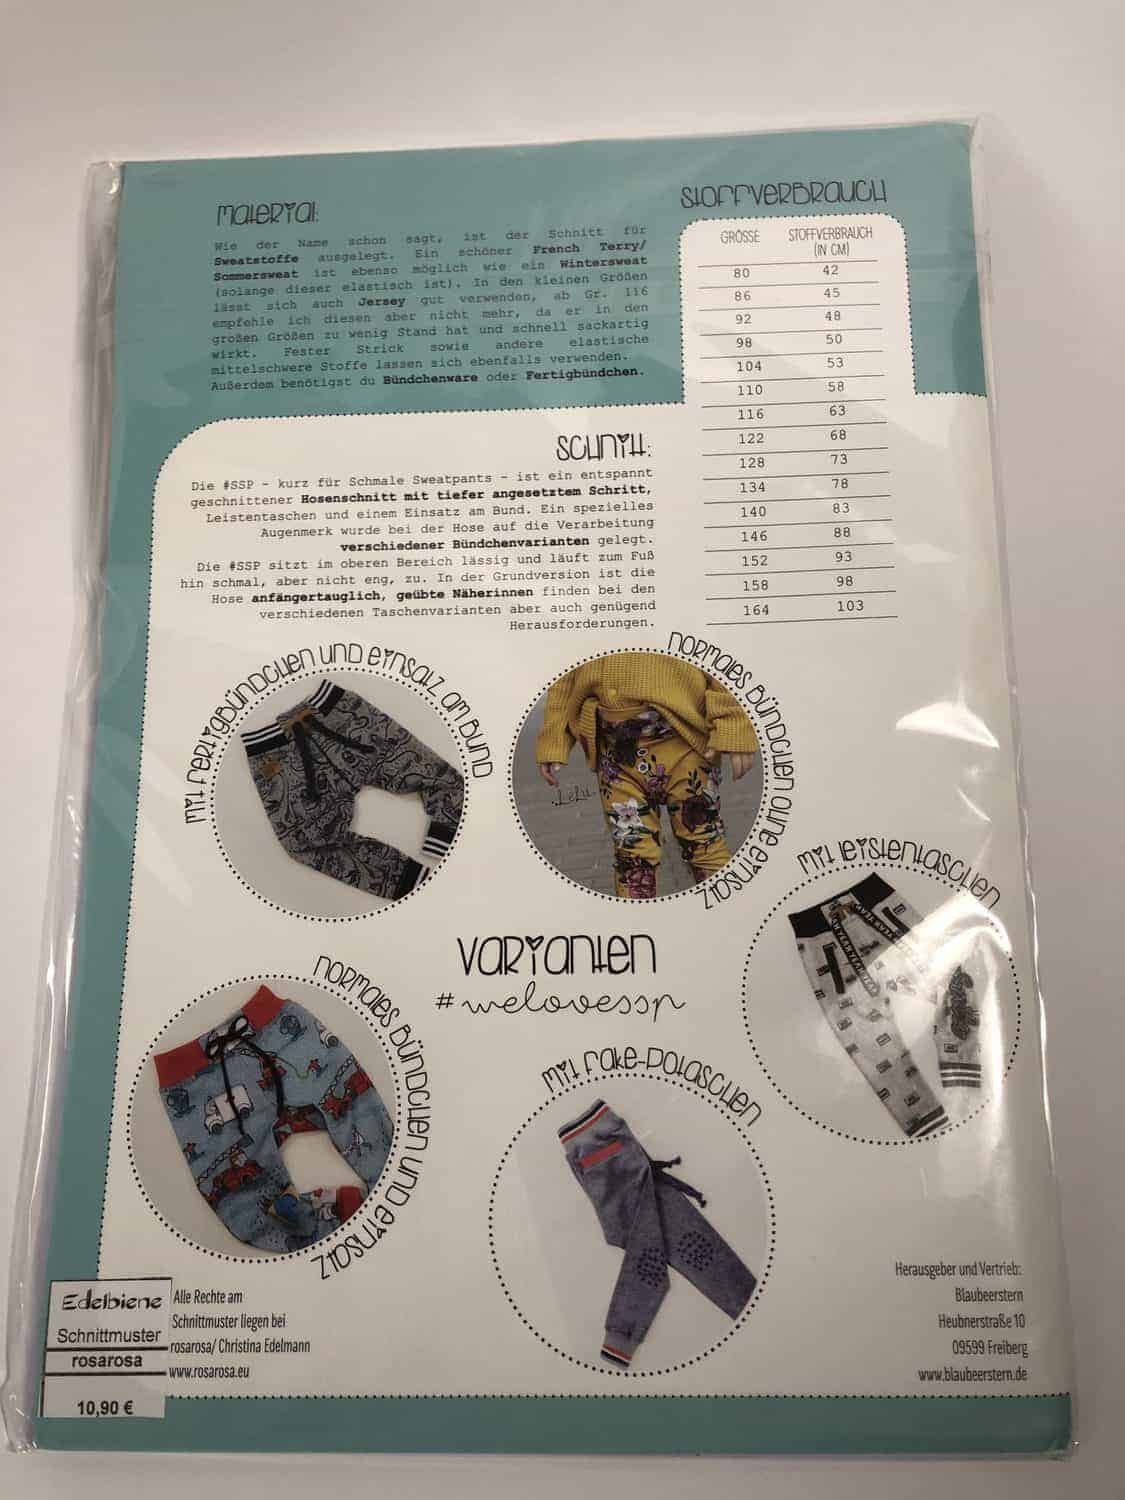 Material:
Wie der Name schon sagt, ist der Schnitt für
Sweatstoffe ausgelegt. Ein schöner French Terry/
Sommersweat ist ebenso möglich wie ein Wintersweat
(solange dieser elastisch ist). In den kleinen Größen
lässt sich auch Jersey gut verwenden, ab Gr. 116
empfehle ich diesen aber nicht mehr, da er in den
großen Größen zu wenig Stand hat und schnell sackartig
wirkt. Fester Strick sowie andere elastische
mittelschwere Stoffe lassen sich ebenfalls verwenden.
Außerdem benötigst du Bündchenware oder Fertigbündchen.
Stoffverbrauch
GRÖSSE STOFFVERBRAUCH
(IN CM)
80 42
86 45
92 48
98 50
104 53
110 58
116 63
122 68
128 73
134 78
140 83
146 88
152 93
158 98
164 103
Schnitt:
Die #SSP - kurz für Schmale Sweatpants - ist ein entspannt
geschnittener Hosenschnitt mit tiefer angesetztem Schritt,
Leistentaschen und einem Einsatz am Bund. Ein spezielles
Augenmerk wurde bei der Hose auf die Verarbeitung
verschiedener Bündchenvarianten gelegt.
Die #SSP sitzt im oberen Bereich lässig und läuft zum Fuß
hin schmal, aber nicht eng, zu. In der Grundversion ist die
Hose anfängertauglich, geübte Näherinnen finden bei den
verschiedenen Taschenvarianten aber auch genügend
Herausforderungen.
mit Fertigbündchen und Einsatz am Bund
normales Bündchen ohne Einsatz
LeLu
mit Leistentaschen
Varianten
#welovessp
normales Bündchen und Einsatz
mit Fake-Potaschen
Edelbiene
Schnittmuster
rosarosa
10,90 €
Alle Rechte am
Schnittmuster liegen bei
rosarosa/ Christina Edelmann
www.rosarosa.eu
Herausgeber und Vertrieb:
Blaubeerstern
Heubnerstraße 10
09599 Freiberg
www.blaubeerstern.de